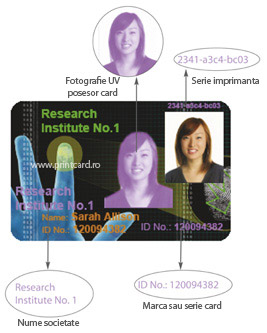 2341-a3c4-bc03
Fotografie UV
posesor card
Serie imprimanta
2341-a3c4-bc03
Research
Institute No.1
www.printcard.ro
Research
Institute No.1
Name: Sarah Allison
ID No.: 120094382
ID No.: 120094382
Research
Institute No. 1
ID No.: 120094382
Nume societate
Marca sau serie card